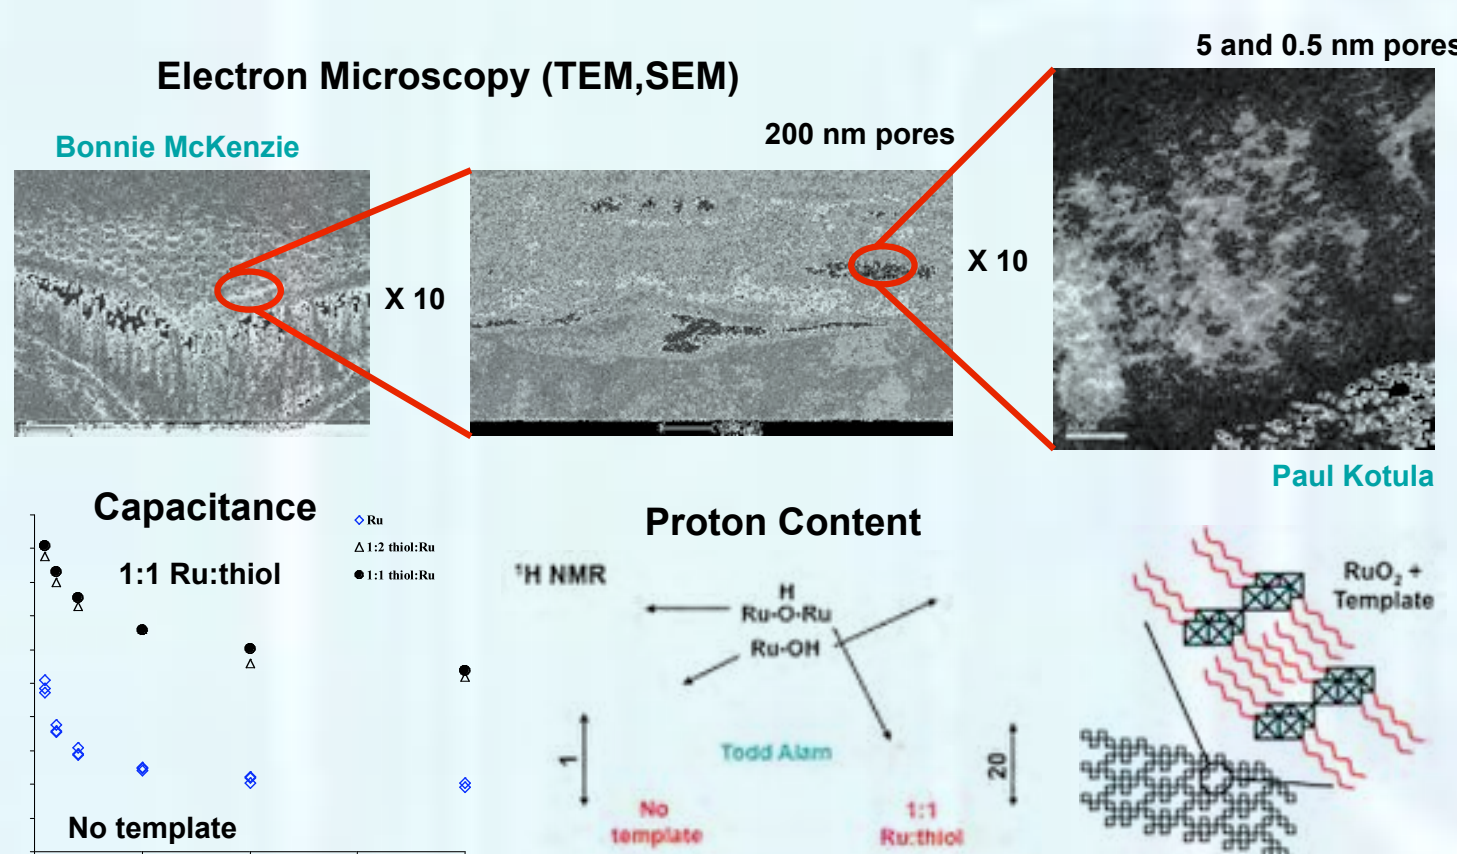 5 and 0.5 nm pores
Electron Microscopy (TEM,SEM)
200 nm pores
Bonnie McKenzie
X 10
X 10
Paul Kotula
Capacitance
Ru
1:2 thiol:Ru
1:1 thiol:Ru
1:1 Ru:thiol
No template
Proton Content
¹H NMR
H
Ru-O-Ru
Ru-OH
1
Todd Alam
20
No
template
1:1
Ru:thiol
RuO₂ +
Template